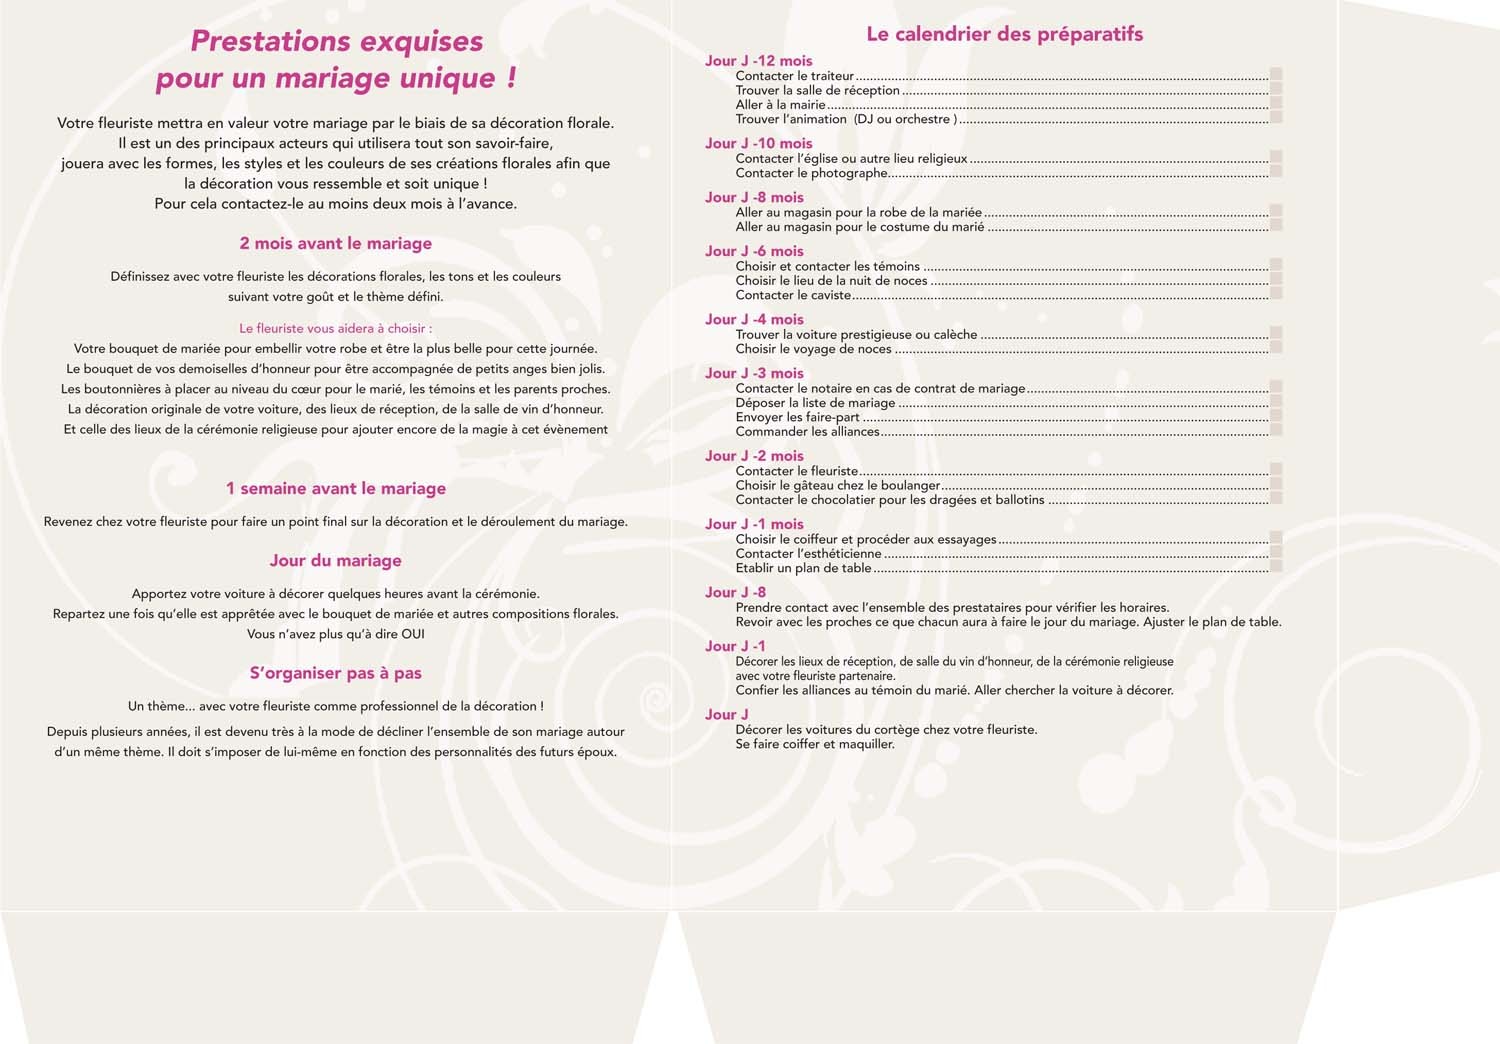 Prestations exquises
pour un mariage unique !
Votre fleuriste mettra en valeur votre mariage par le biais de sa décoration florale.
Il est un des principaux acteurs qui utilisera tout son savoir-faire,
jouera avec les formes, les styles et les couleurs de ses créations florales afin que
la décoration vous ressemble et soit unique !
Pour cela contactez-le au moins deux mois à l'avance.
2 mois avant le mariage
Définissez avec votre fleuriste les décorations florales, les tons et les couleurs
suivant votre goût et le thème défini.
Le fleuriste vous aidera à choisir :
Votre bouquet de mariée pour embellir votre robe et être la plus belle pour cette journée.
Le bouquet de vos demoiselles d'honneur pour être accompagnée de petits anges bien jolis.
Les boutonnières à placer au niveau du cœur pour le marié, les témoins et les parents proches.
La décoration originale de votre voiture, des lieux de réception, de la salle de vin d'honneur.
Et celle des lieux de la cérémonie religieuse pour ajouter encore de la magie à cet évènement
1 semaine avant le mariage
Revenez chez votre fleuriste pour faire un point final sur la décoration et le déroulement du mariage.
Jour du mariage
Apportez votre voiture à décorer quelques heures avant la cérémonie.
Repartez une fois qu'elle est apprêtée avec le bouquet de mariée et autres compositions florales.
Vous n'avez plus qu'à dire OUI
S'organiser pas à pas
Un thème... avec votre fleuriste comme professionnel de la décoration !
Depuis plusieurs années, il est devenu très à la mode de décliner l'ensemble de son mariage autour
d'un même thème. Il doit s'imposer de lui-même en fonction des personnalités des futurs époux.
Le calendrier des préparatifs
Jour J -12 mois
Contacter le traiteur
Trouver la salle de réception
Aller à la mairie
Trouver l'animation (DJ ou orchestre )
Jour J -10 mois
Contacter l'église ou autre lieu religieux
Contacter le photographe
Jour J -8 mois
Aller au magasin pour la robe de la mariée
Aller au magasin pour le costume du marié
Jour J -6 mois
Choisir et contacter les témoins
Choisir le lieu de la nuit de noces
Contacter le caviste
Jour J -4 mois
Trouver la voiture prestigieuse ou calèche
Choisir le voyage de noces
Jour J -3 mois
Contacter le notaire en cas de contrat de mariage
Déposer la liste de mariage
Envoyer les faire-part
Commander les alliances
Jour J -2 mois
Contacter le fleuriste
Choisir le gâteau chez le boulanger
Contacter le chocolatier pour les dragées et ballotins
Jour J -1 mois
Choisir le coiffeur et procéder aux essayages
Contacter l'esthéticienne
Etablir un plan de table
Jour J -8
Prendre contact avec l'ensemble des prestataires pour vérifier les horaires.
Revoir avec les proches ce que chacun aura à faire le jour du mariage. Ajuster le plan de table.
Jour J -1
Décorer les lieux de réception, de salle du vin d'honneur, de la cérémonie religieuse
avec votre fleuriste partenaire.
Confier les alliances au témoin du marié. Aller chercher la voiture à décorer.
Jour J
Décorer les voitures du cortège chez votre fleuriste.
Se faire coiffer et maquiller.